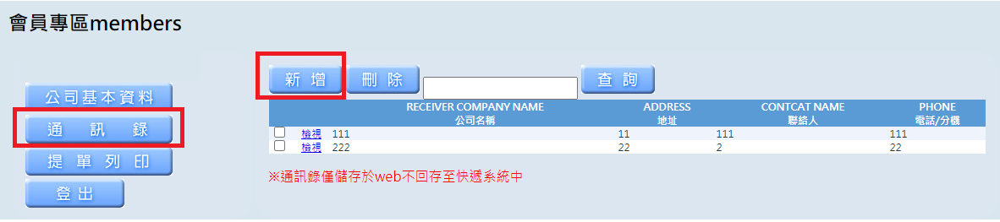 會員專區members
新增 刪除 查詢
公司基本資料
通訊錄
提單列印
登出
RECEIVER COMPANY NAME ADDRESS CONTCAT NAME PHONE
公司名稱 地址 聯絡人 電話/分機
檢視 111 11 111 111
檢視 222 22 2 22
※通訊錄僅儲存於web不回存至快遞系統中